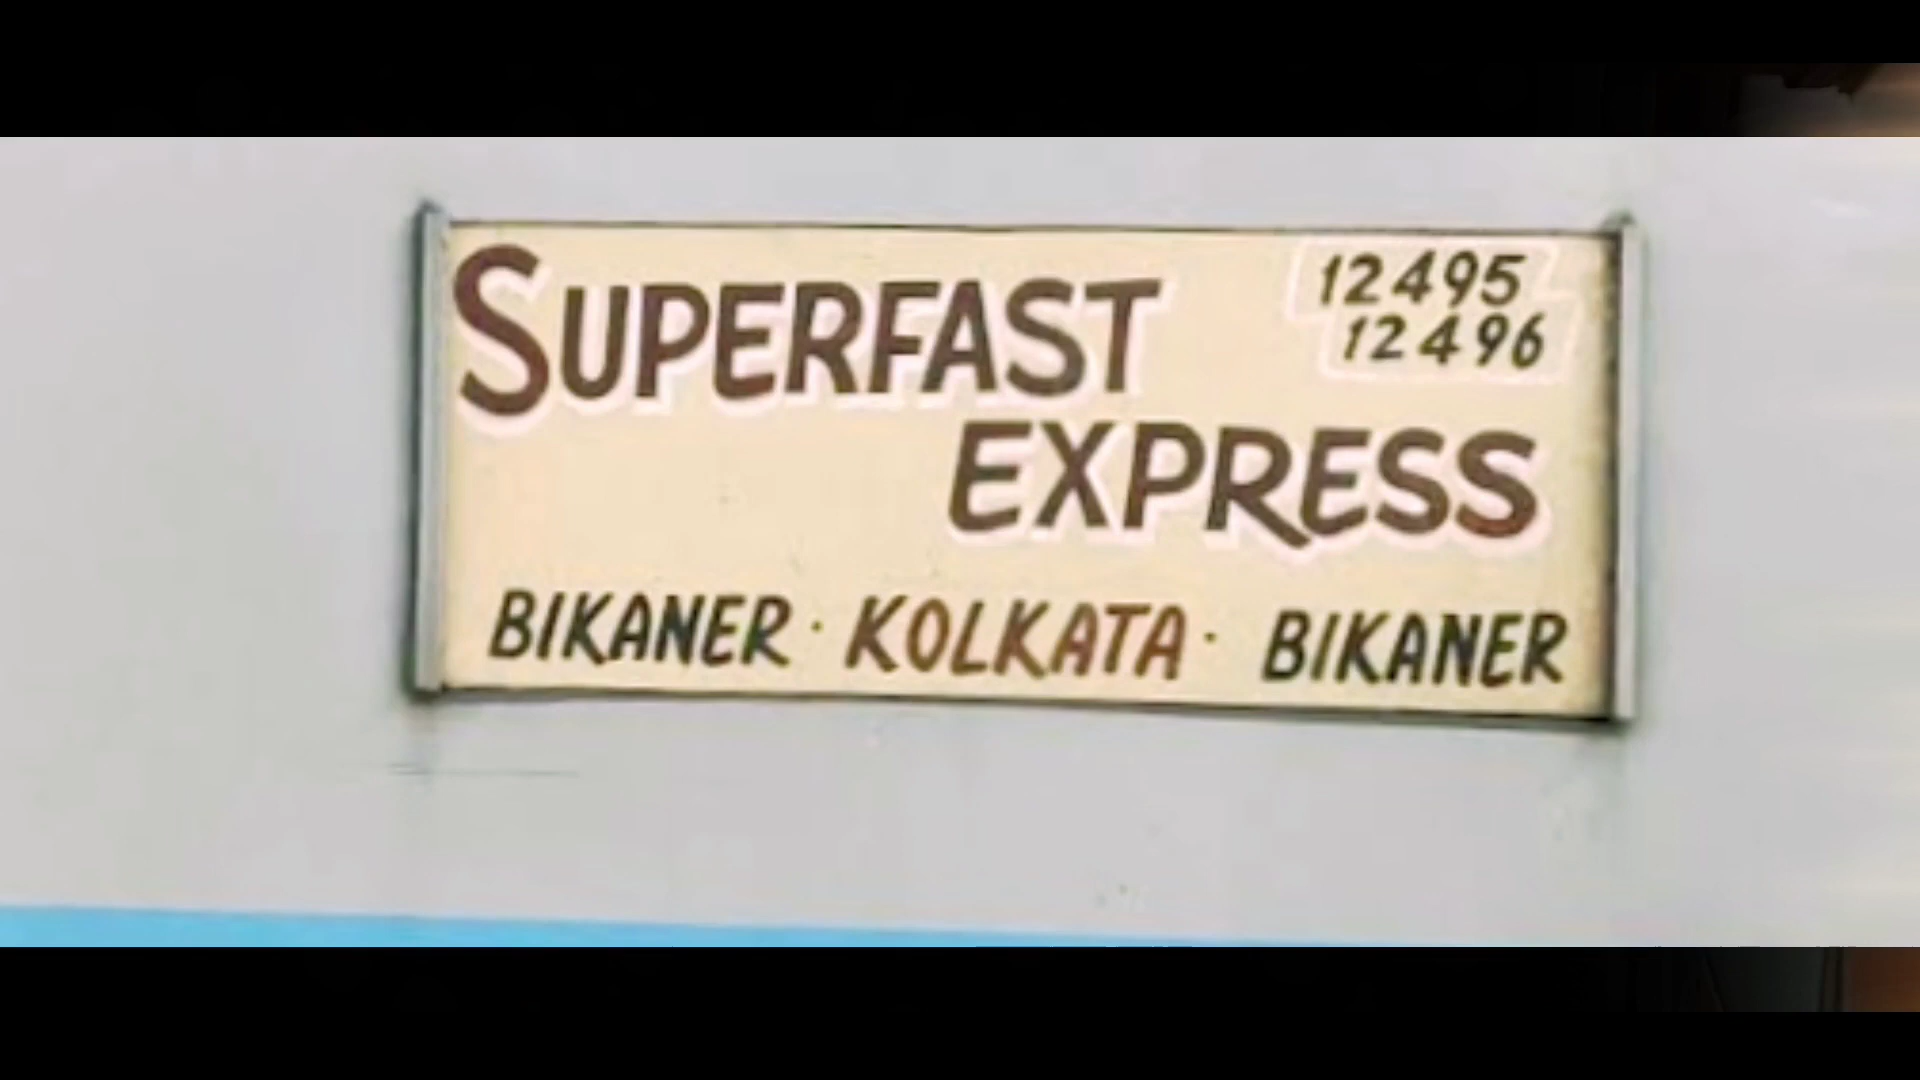 SUPERFAST
12495
12496
EXPRESS
BIKANER · KOLKATA · BIKANER